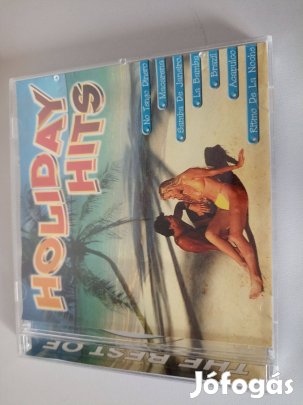 THE BEST OF
HOLIDAY
HITS
• No Tengo Dinero
• Macarena
• Samba De Janeiro
• La Bamba
• Brazil
• Acapulco
• Ritmo De La Noche
Jófogás